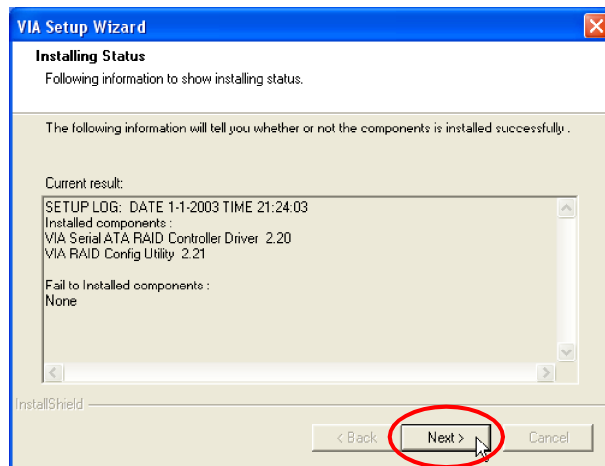 VIA Setup Wizard
Installing Status
Following information to show installing status.
The following information will tell you whether or not the components is installed successfully .
Current result:
SETUP LOG: DATE 1-1-2003 TIME 21:24:03
Installed components :
VIA Serial ATA RAID Controller Driver 2.20
VIA RAID Config Utility 2.21
Fail to Installed components :
None
InstallShield
< Back
Next >
Cancel